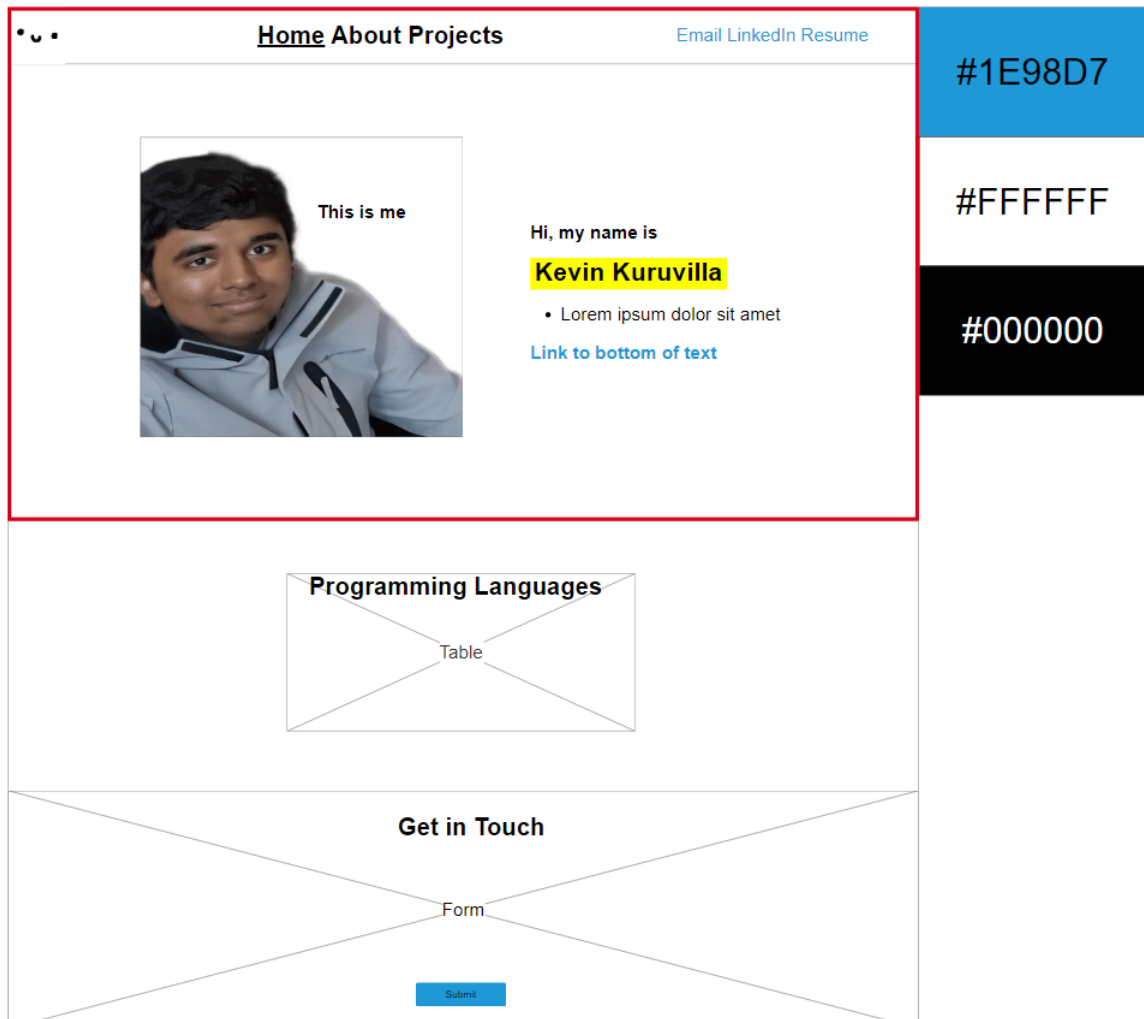 Home About Projects
Email LinkedIn Resume
This is me
Hi, my name is
Kevin Kuruvilla
• Lorem ipsum dolor sit amet
Link to bottom of text
Programming Languages
Table
Get in Touch
Form
Submit
#1E98D7
#FFFFFF
#000000